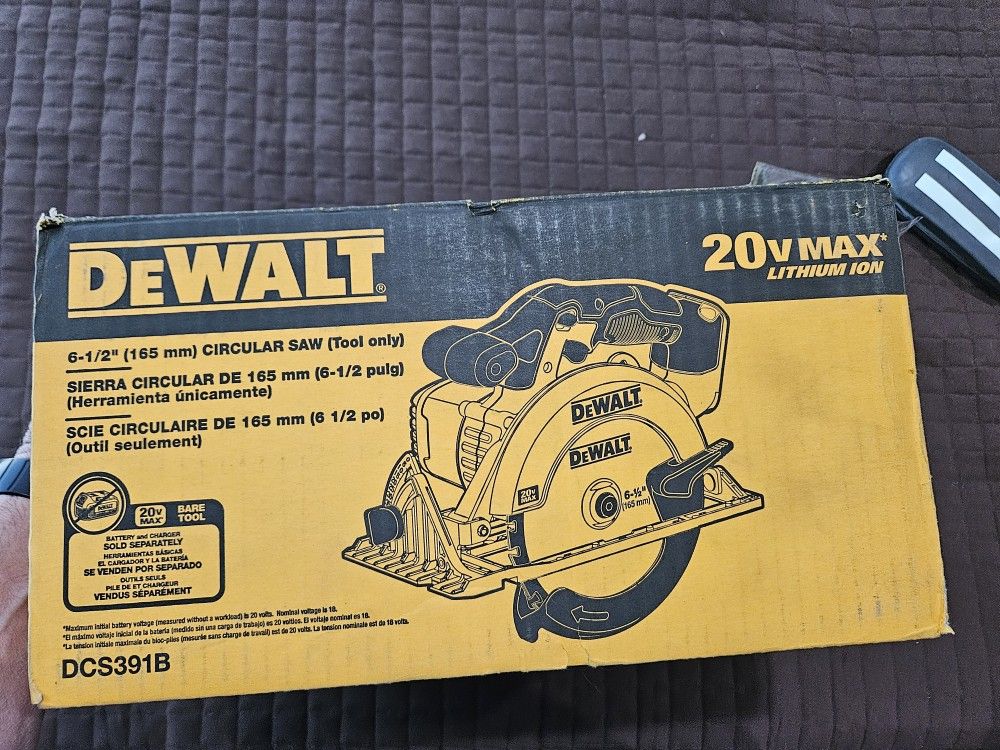 DEWALT®
20V MAX*
LITHIUM ION
6-1/2" (165 mm) CIRCULAR SAW (Tool only)
SIERRA CIRCULAR DE 165 mm (6-1/2 pulg)
(Herramienta únicamente)
SCIE CIRCULAIRE DE 165 mm (6 1/2 po)
(Outil seulement)
DEWALT
DEWALT
20V
MAX*
6-½"
(165 mm)
20V
MAX*
BARE
TOOL
BATTERY and CHARGER
SOLD SEPARATELY
HERRAMIENTAS BÁSICAS
EL CARGADOR Y LA BATERÍA
SE VENDEN POR SEPARADO
OUTILS SEULS
PILE DE ET CHARGEUR
VENDUS SÉPARÉMENT
*Maximum initial battery voltage (measured without a workload) is 20 volts. Nominal voltage is 18.
*El máximo voltaje inicial de la batería (medido sin una carga de trabajo) es 20 voltios. El voltaje nominal es 18.
*La tension initiale maximale du bloc-piles (mesurée sans charge de travail) est de 20 volts. La tension nominale est de 18 volts.
DCS391B